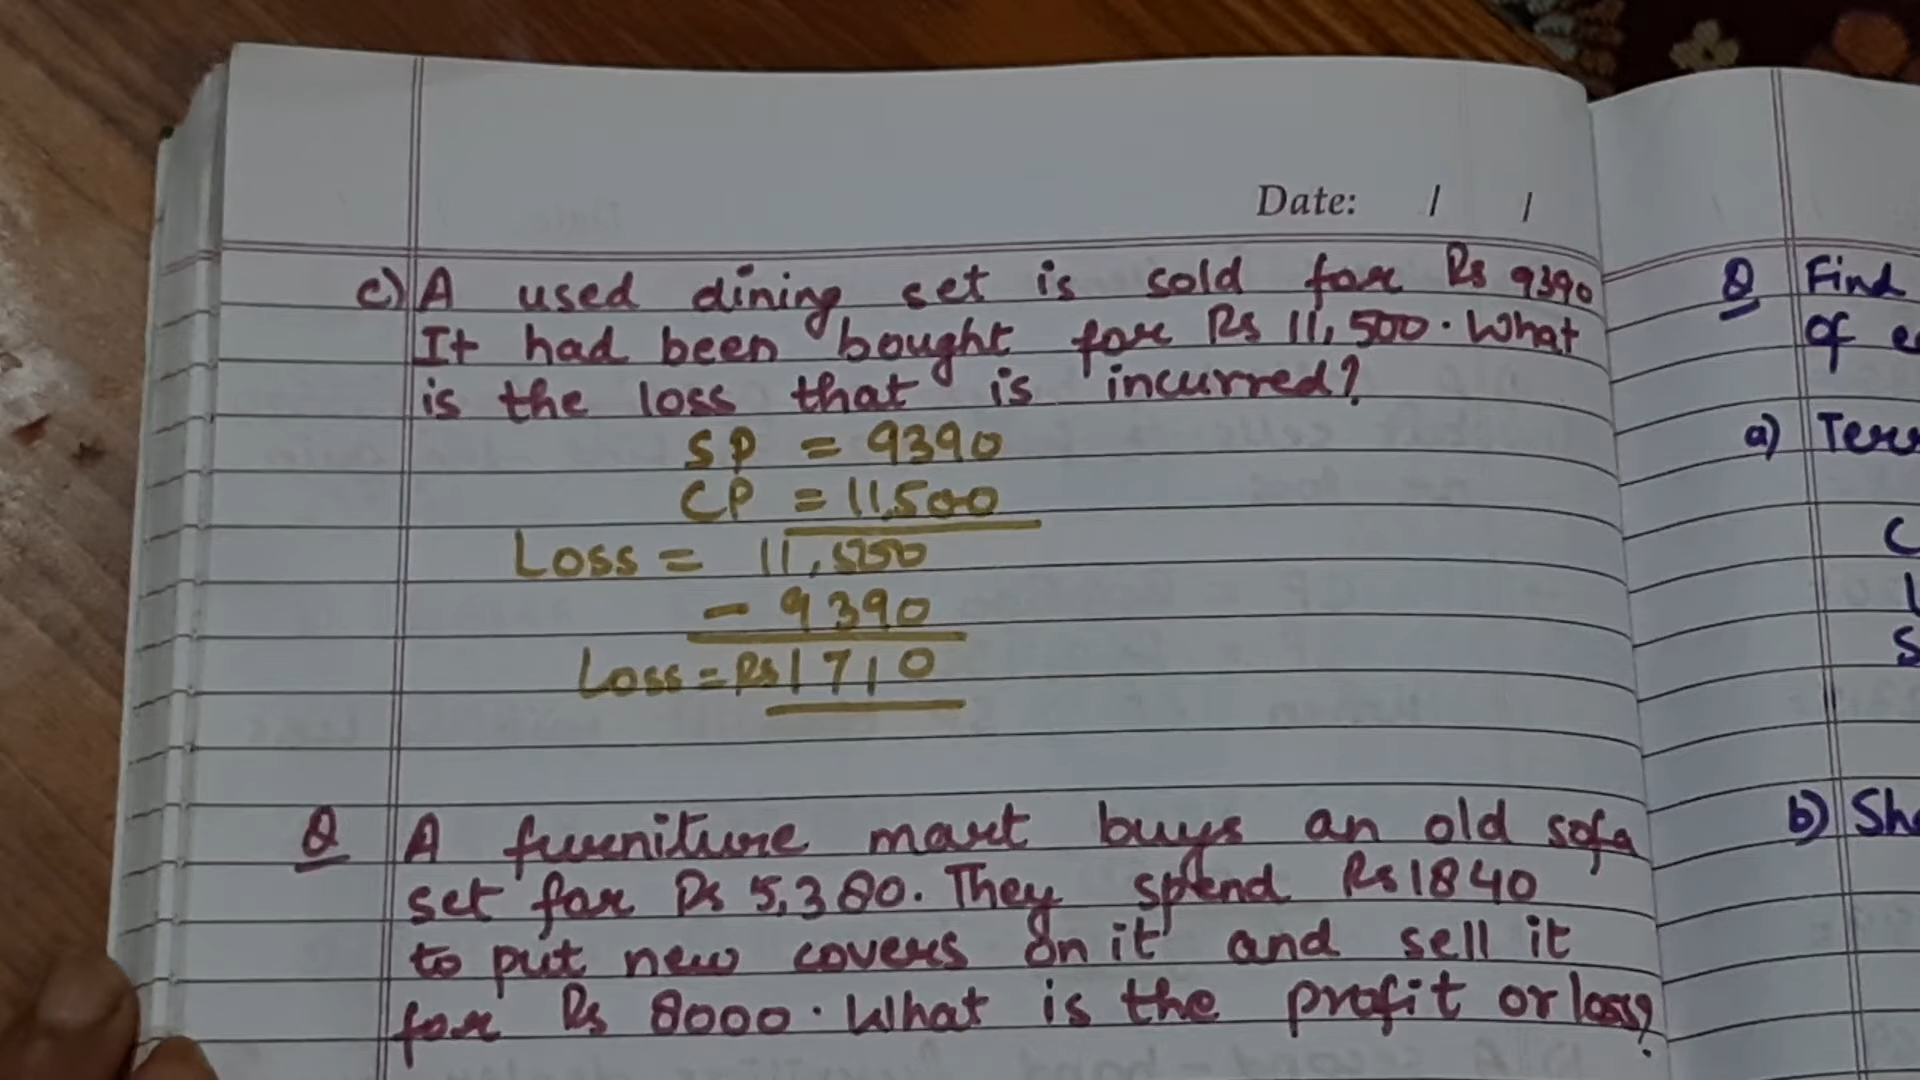 Date: / /
c) A used dining set is sold for Rs 9390
It had been bought for Rs 11,500. What
is the loss that is incurred?
SP = 9390
CP = 11,500
Loss = 11,500
- 9390
Loss = Rs 1710
Q A furniture mart buys an old sofa
set for Rs 5,380. They spend Rs 1840
to put new covers on it and sell it
for Rs 8000. What is the profit or loss?
Q Find
of
a)
b)